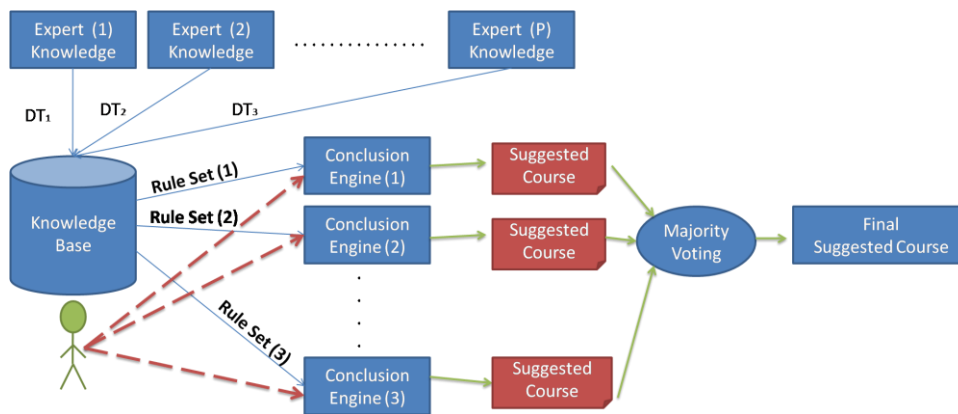 Expert (1)
Knowledge
Expert (2)
Knowledge
Expert (P)
Knowledge
DT₁
DT₂
DT₃
Knowledge
Base
Rule Set (1)
Rule Set (2)
Rule Set (3)
Conclusion
Engine (1)
Suggested
Course
Conclusion
Engine (2)
Suggested
Course
Conclusion
Engine (3)
Suggested
Course
Majority
Voting
Final
Suggested Course